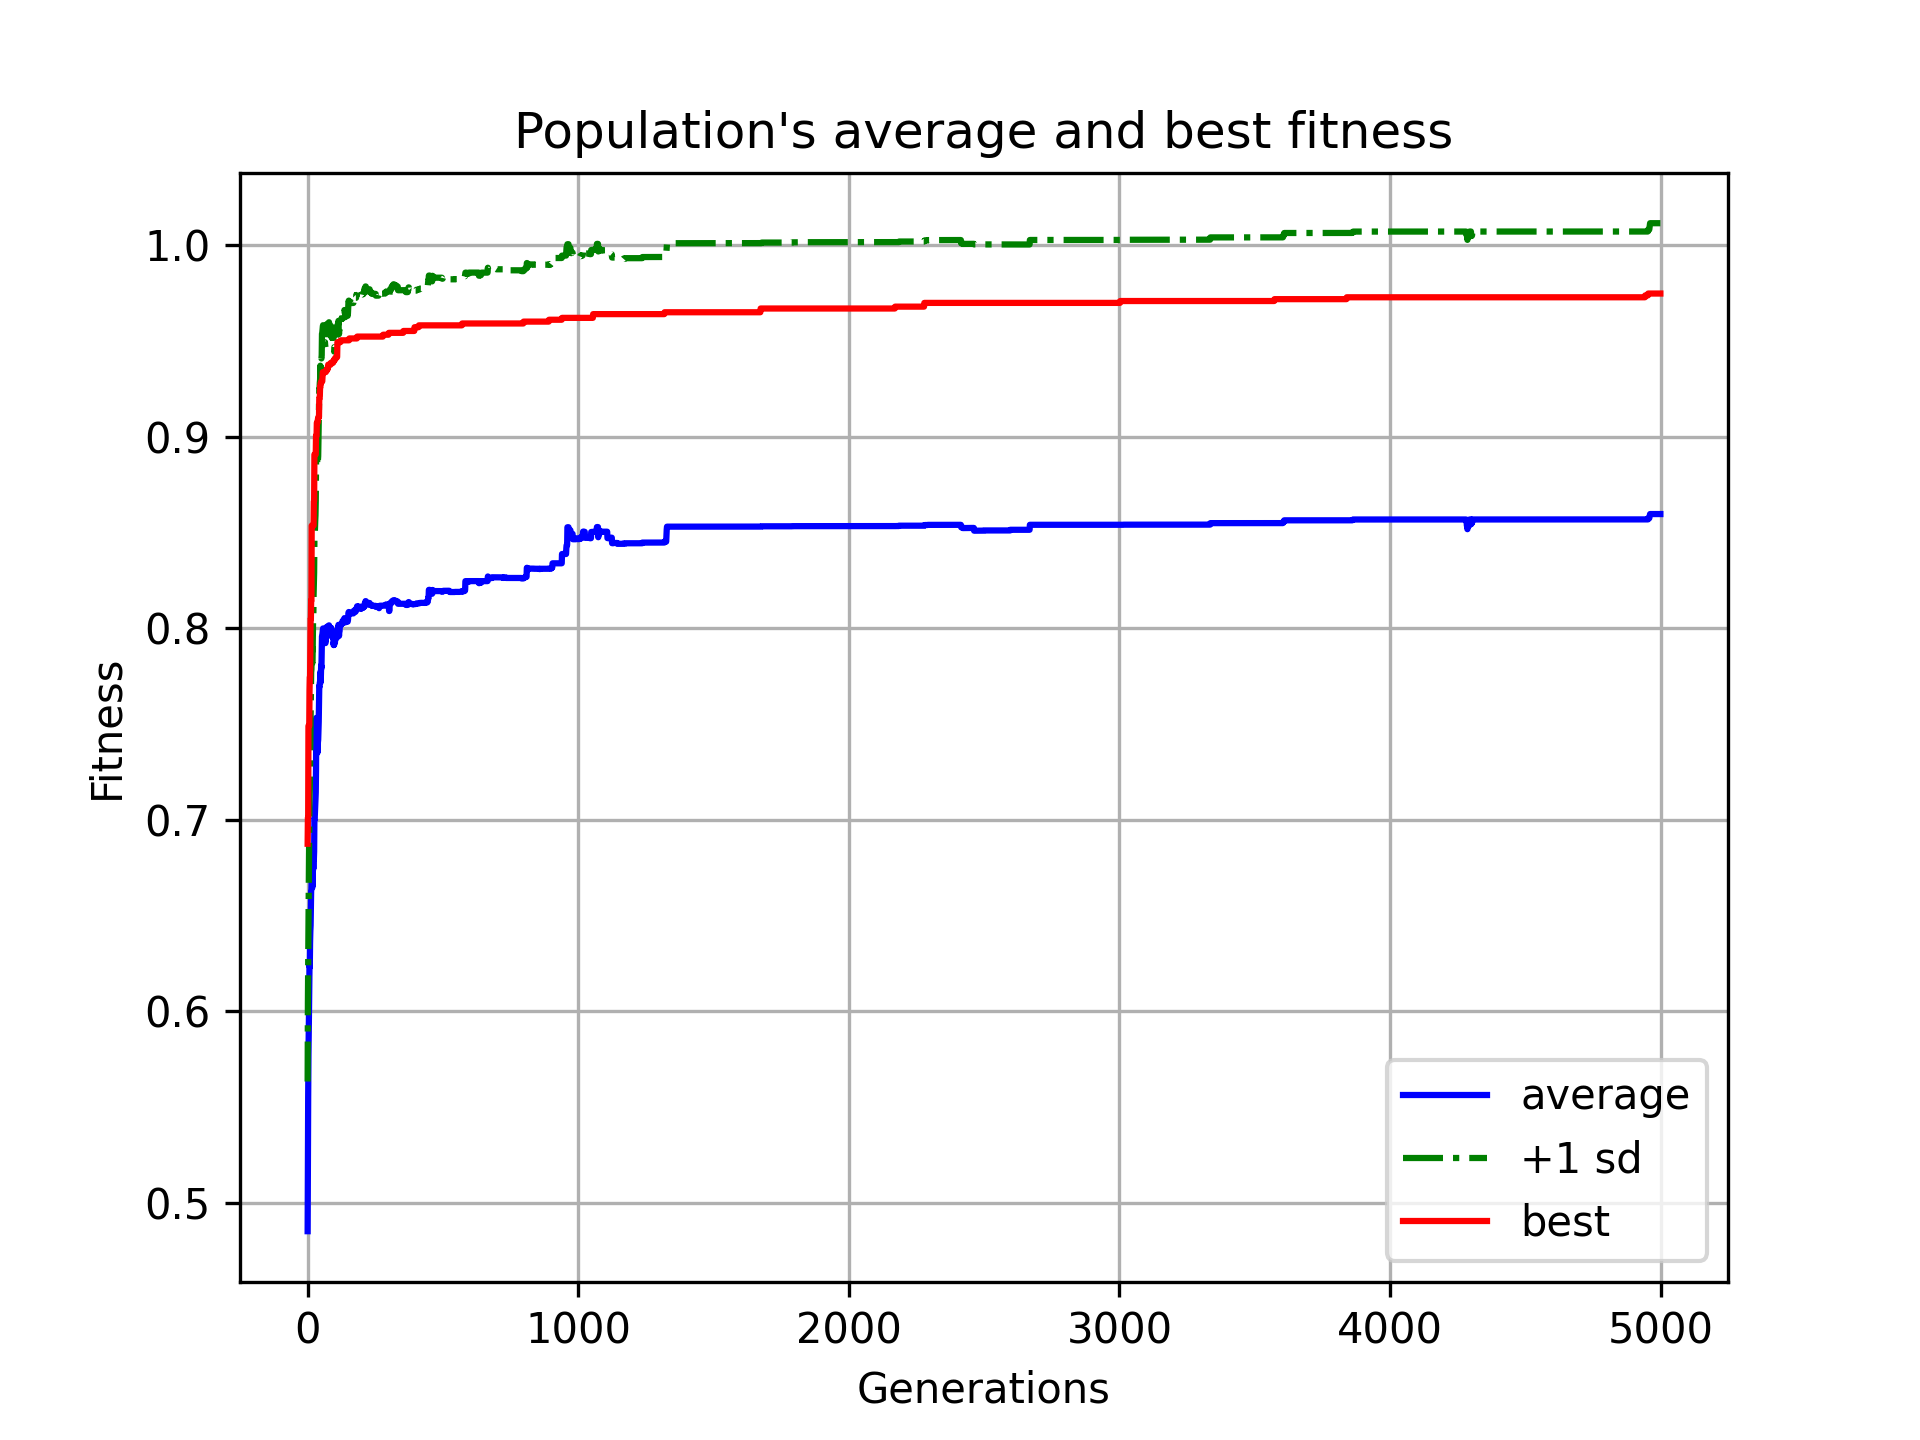 Population's average and best fitness
Fitness
1.0
0.9
0.8
0.7
0.6
0.5
0 1000 2000 3000 4000 5000
Generations
average
+1 sd
best